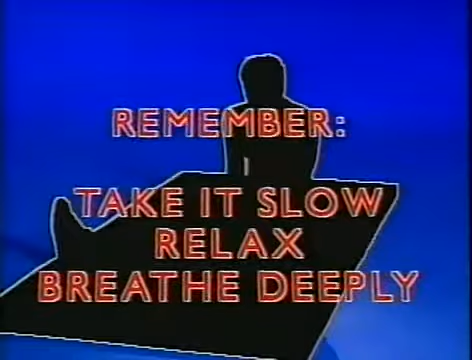 REMEMBER:
TAKE IT SLOW
RELAX
BREATHE DEEPLY